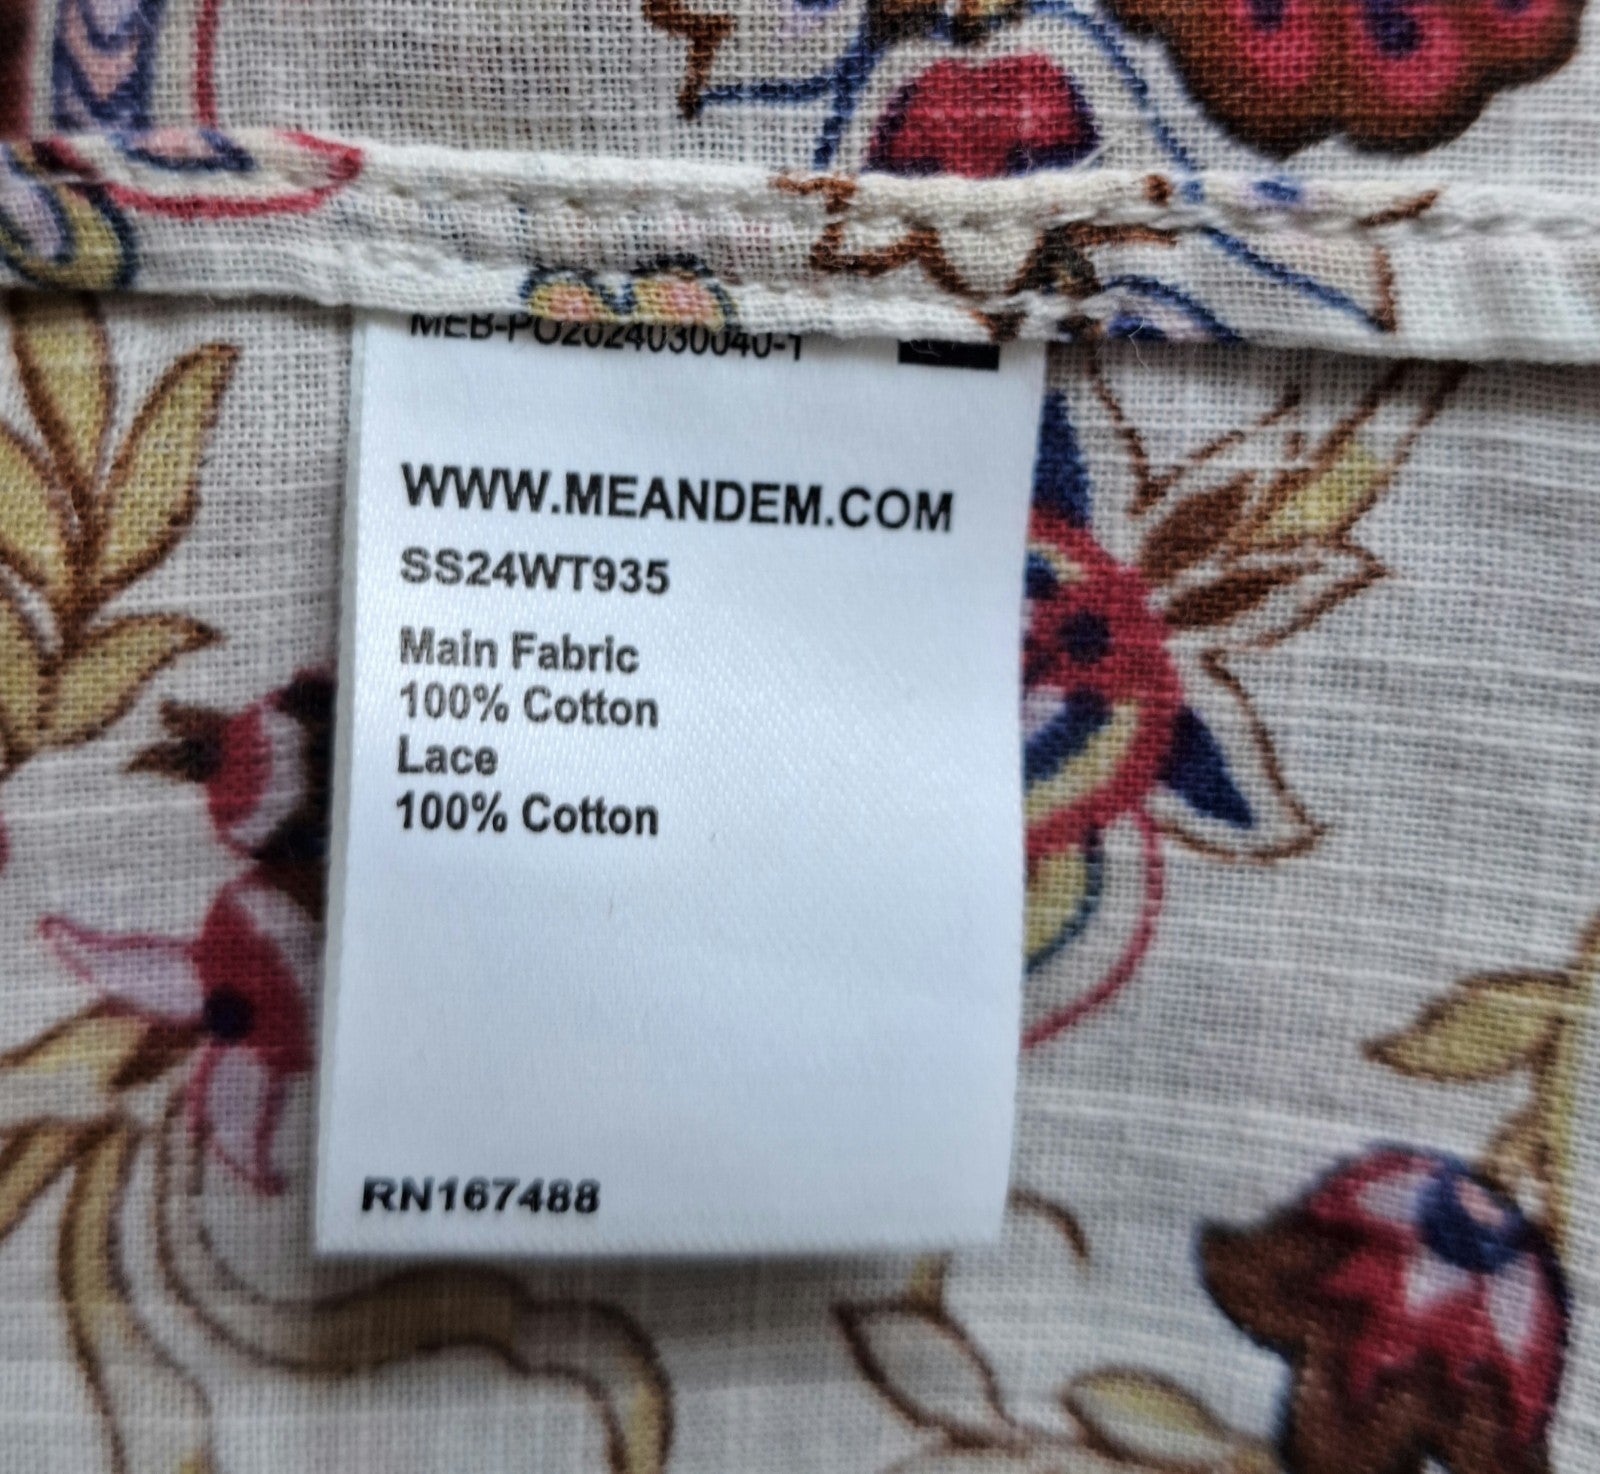 MEB-PO2024030040-1
WWW.MEANDEM.COM
SS24WT935
Main Fabric
100% Cotton
Lace
100% Cotton
RN167488